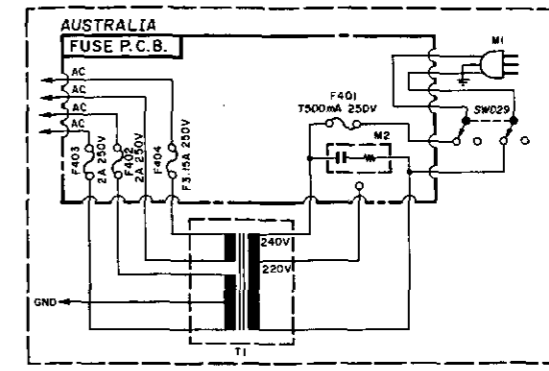 AUSTRALIA
FUSE P.C.B.
AC
AC
AC
AC
F403
2A 250V
F402
2A 250V
F404
F3.15A 250V
F401
T500mA 250V
M2
M1
SW029
240V
220V
GND
T1